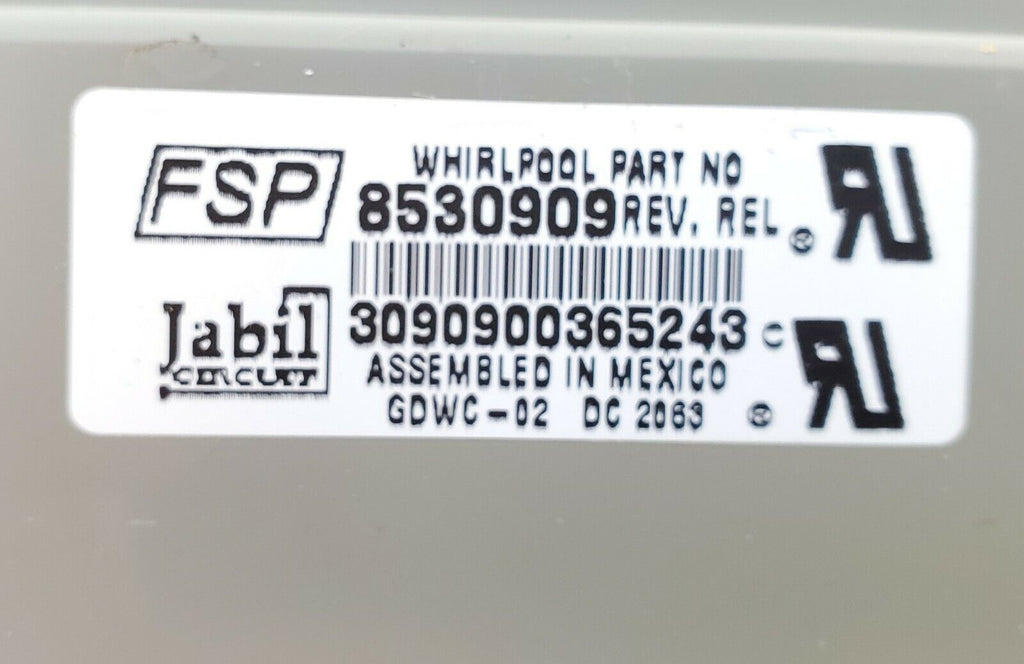 FSP
WHIRLPOOL PART NO
8530909 REV. REL
Jabil
CIRCUIT
3090900365243
ASSEMBLED IN MEXICO
GDWC-02 DC 2063